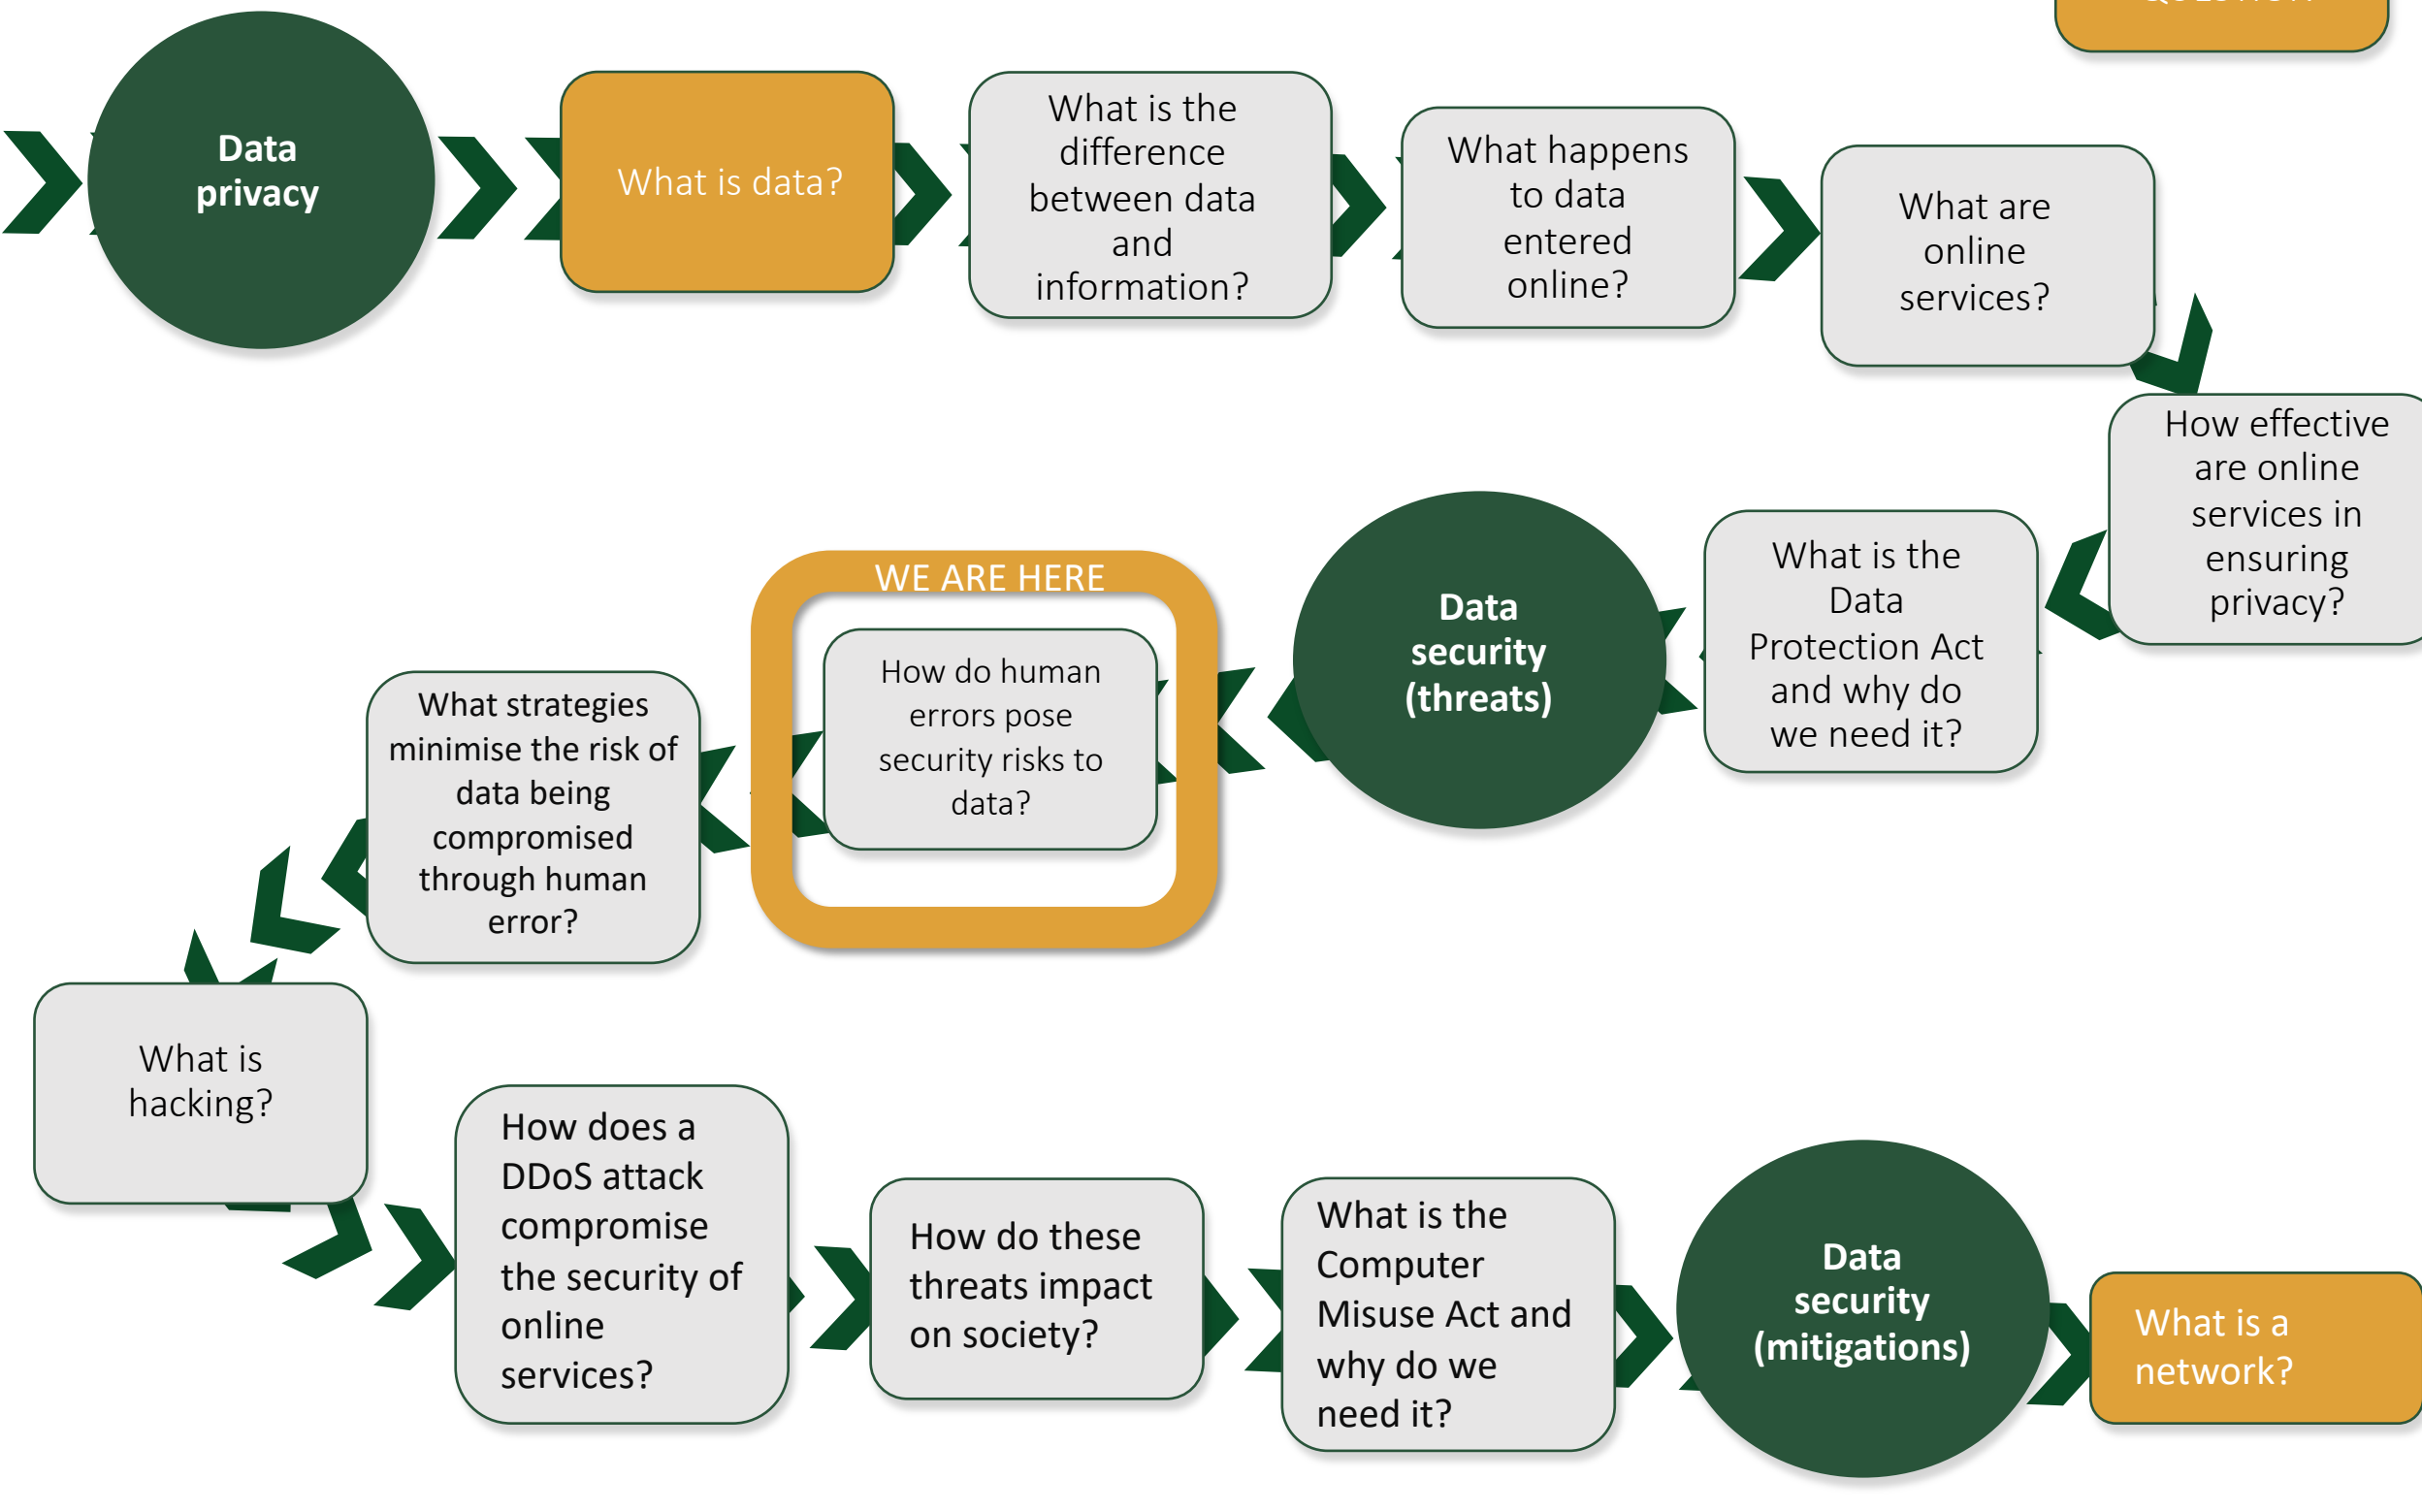 Data
privacy
What is data?
What is the
difference
between data
and
information?
What happens
to data
entered
online?
What are
online
services?
How effective
are online
services in
ensuring
privacy?
What is the
Data
Protection Act
and why do
we need it?
Data
security
(threats)
WE ARE HERE
How do human
errors pose
security risks to
data?
What strategies
minimise the risk of
data being
compromised
through human
error?
What is
hacking?
How does a
DDoS attack
compromise
the security of
online
services?
How do these
threats impact
on society?
What is the
Computer
Misuse Act and
why do we
need it?
Data
security
(mitigations)
What is a
network?